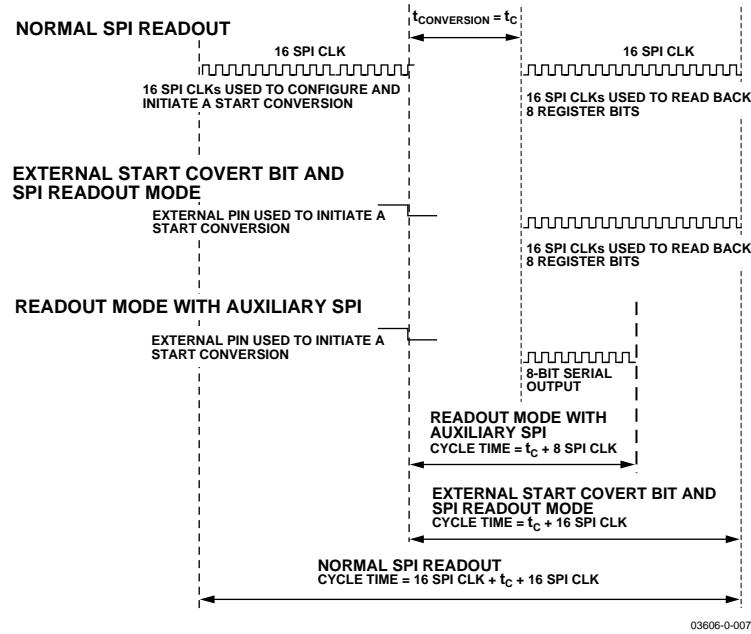 NORMAL SPI READOUT
tCONVERSION = tC
16 SPI CLK
16 SPI CLK
16 SPI CLKs USED TO CONFIGURE AND
INITIATE A START CONVERSION
16 SPI CLKs USED TO READ BACK
8 REGISTER BITS
EXTERNAL START COVERT BIT AND
SPI READOUT MODE
EXTERNAL PIN USED TO INITIATE A
START CONVERSION
16 SPI CLKs USED TO READ BACK
8 REGISTER BITS
READOUT MODE WITH AUXILIARY SPI
EXTERNAL PIN USED TO INITIATE A
START CONVERSION
8-BIT SERIAL
OUTPUT
READOUT MODE WITH
AUXILIARY SPI
CYCLE TIME = tC + 8 SPI CLK
EXTERNAL START COVERT BIT AND
SPI READOUT MODE
CYCLE TIME = tC + 16 SPI CLK
NORMAL SPI READOUT
CYCLE TIME = 16 SPI CLK + tC + 16 SPI CLK
03606-0-007